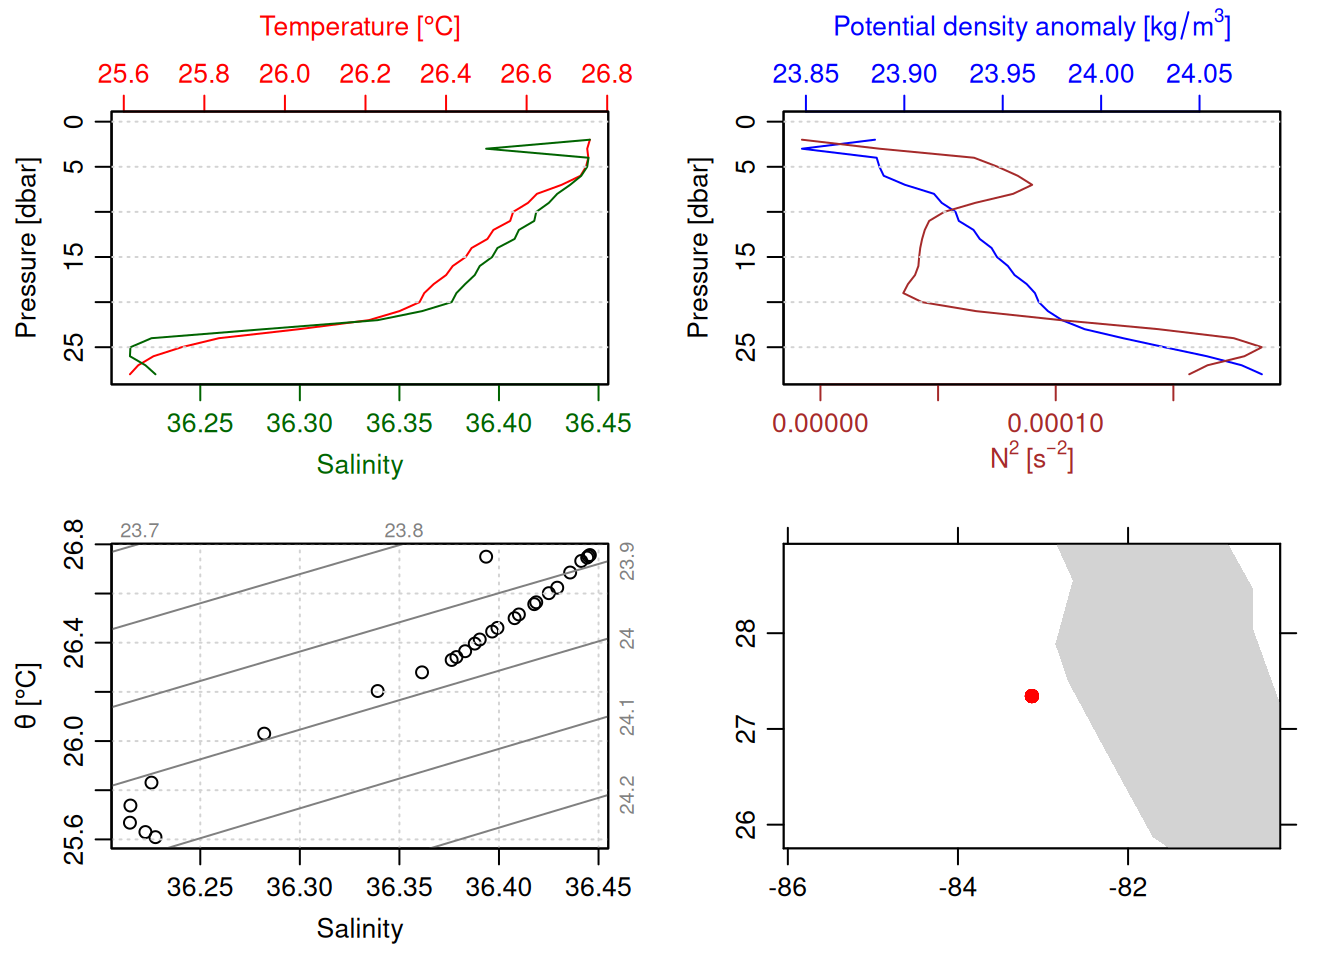 Temperature [°C]
25.6 25.8 26.0 26.2 26.4 26.6 26.8
Pressure [dbar]
0
5
15
25
36.25 36.30 36.35 36.40 36.45
Salinity
Potential density anomaly [kg/m³]
23.85 23.90 23.95 24.00 24.05
Pressure [dbar]
0
5
15
25
0.00000 0.00010
N² [s⁻²]
23.7 23.8
23.9
24
24.1
24.2
θ [°C]
26.8
26.4
26.0
25.6
36.25 36.30 36.35 36.40 36.45
Salinity
28
27
26
-86 -84 -82